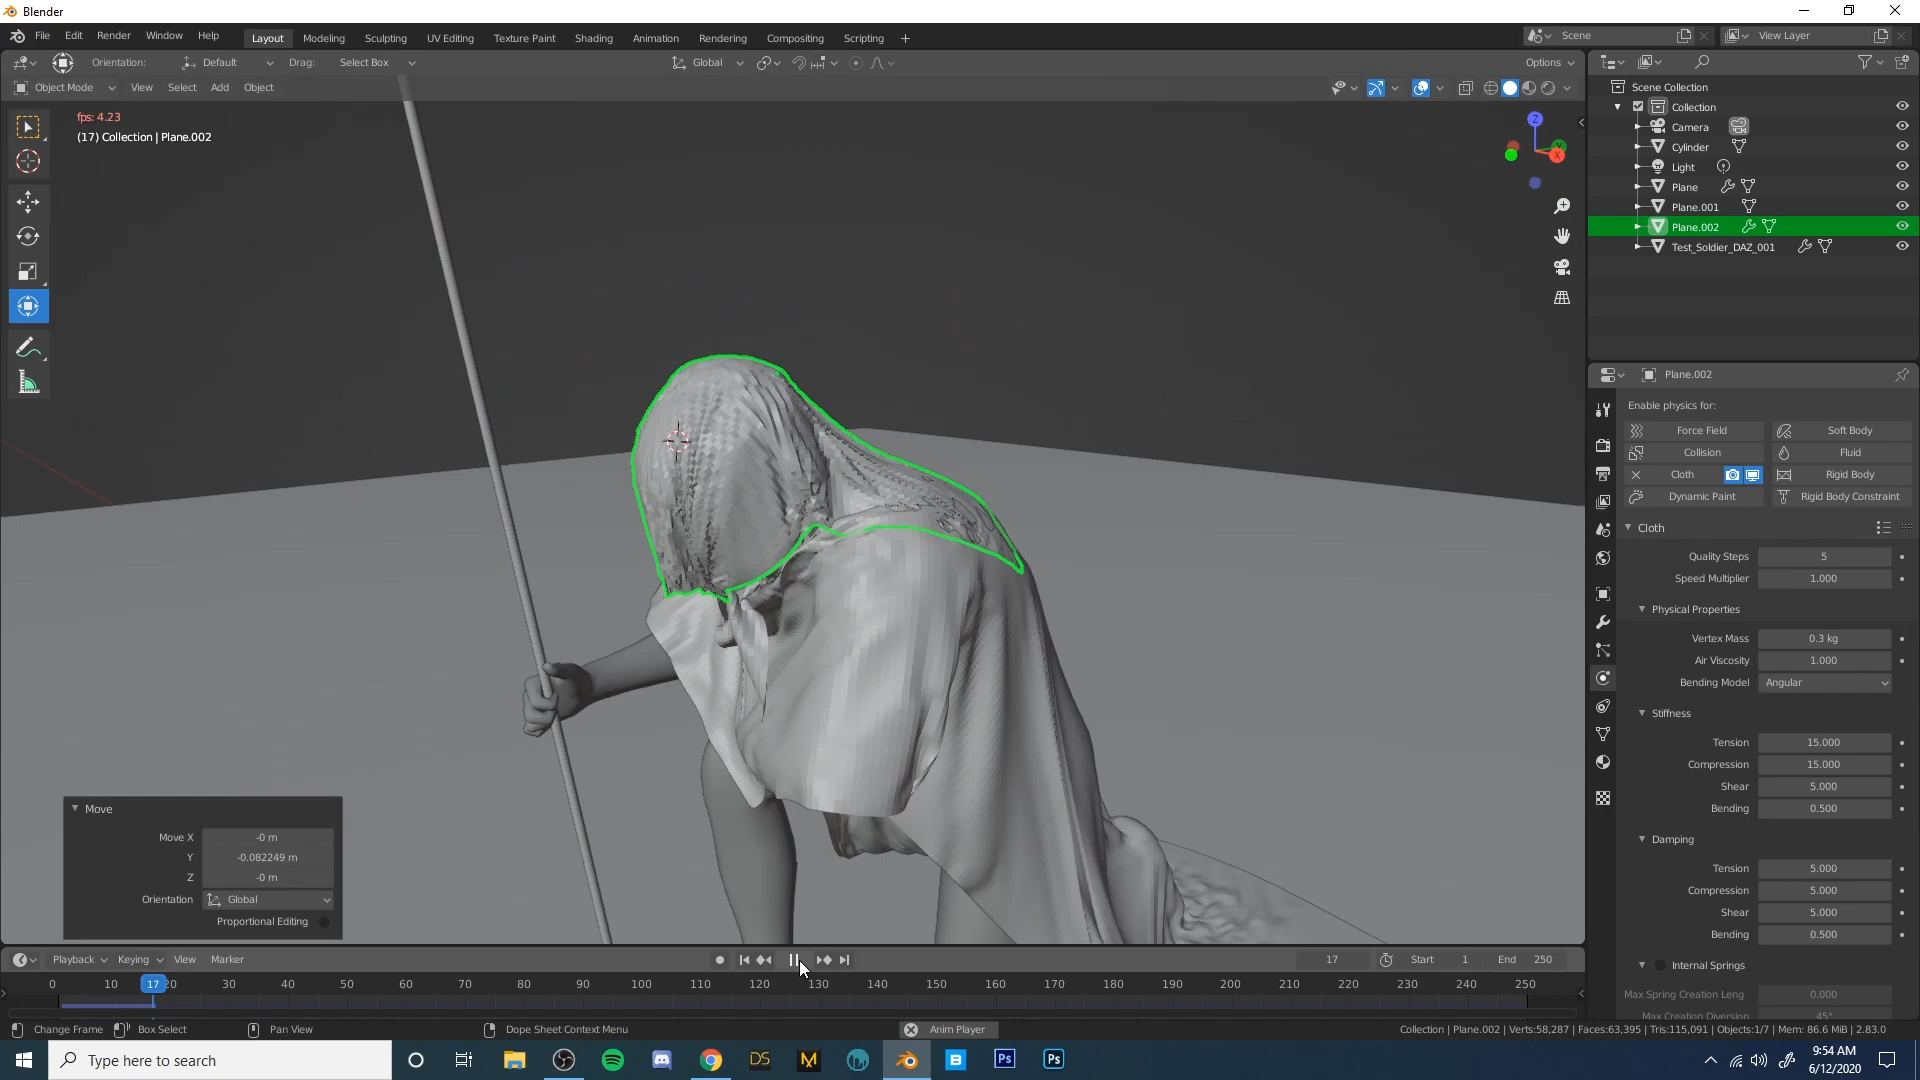 Blender
File Edit Render Window Help
Layout Modeling Sculpting UV Editing Texture Paint Shading Animation Rendering Compositing Scripting +
Scene
View Layer
Orientation: Default Drag: Select Box
Global
Options
Object Mode View Select Add Object
fps: 4.23
(17) Collection | Plane.002
Z
Y
X
Scene Collection
Collection
Camera
Cylinder
Light
Plane
Plane.001
Plane.002
Test_Soldier_DAZ_001
Plane.002
Enable physics for:
Force Field Soft Body
Collision Fluid
Cloth Rigid Body
Dynamic Paint Rigid Body Constraint
Cloth
Quality Steps 5
Speed Multiplier 1.000
Physical Properties
Vertex Mass 0.3 kg
Air Viscosity 1.000
Bending Model Angular
Stiffness
Tension 15.000
Compression 15.000
Shear 5.000
Bending 0.500
Damping
Tension 5.000
Compression 5.000
Shear 5.000
Bending 0.500
Internal Springs
Max Spring Creation Leng 0.000
Max Creation Diversion 45°
Move
Move X -0 m
Y -0.082249 m
Z -0 m
Orientation Global
Proportional Editing
Playback Keying View Marker
17 Start 1 End 250
0 10 17 20 30 40 50 60 70 80 90 100 110 120 130 140 150 160 170 180 190 200 210 220 230 240 250
Change Frame Box Select Pan View Dope Sheet Context Menu Anim Player
Collection | Plane.002 | Verts:58,287 | Faces:63,395 | Tris:115,091 | Objects:1/7 | Mem: 86.6 MiB | 2.83.0
Type here to search
DS
M
B
Ps
Ps
9:54 AM
6/12/2020